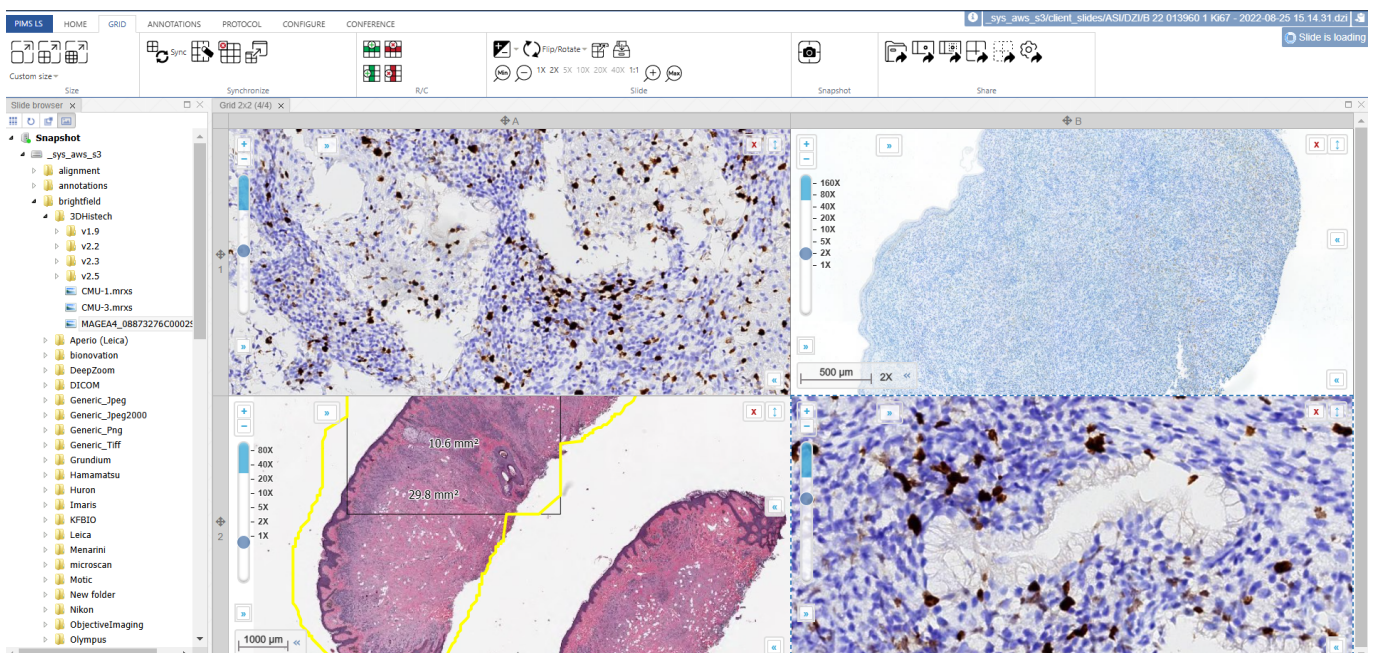 PIMS LS HOME GRID ANNOTATIONS PROTOCOL CONFIGURE CONFERENCE
_sys_aws_s3/client_slides/ASI/DZI/B 22 013960 1 K67 - 2022-08-25 15.14.31.dzi
Slide is loading
Sync
Flip/Rotate
Custom size
Min 1X 2X 5X 10X 20X 40X 1:1 Max
Size Synchronize R/C Slide Snapshot Share
Slide browser x
Grid 2x2 (4/4) x
A
B
Snapshot
_sys_aws_s3
alignment
annotations
brightfield
3DHistech
v1.9
v2.2
v2.3
v2.5
CMU-1.mrxs
CMU-3.mrxs
MAGEA4_08873276C0002S
Aperio (Leica)
bionovation
DeepZoom
DICOM
Generic_Jpeg
Generic_Jpeg2000
Generic_Png
Generic_Tiff
Grundium
Hamamatsu
Huron
Imaris
KFBIO
Leica
Menarini
microscan
Motic
New folder
Nikon
ObjectiveImaging
Olympus
1
x
x
160X
80X
40X
20X
10X
5X
2X
1X
500 µm 2X
2
x
x
10.6 mm²
29.8 mm²
80X
40X
20X
10X
5X
2X
1X
1000 µm